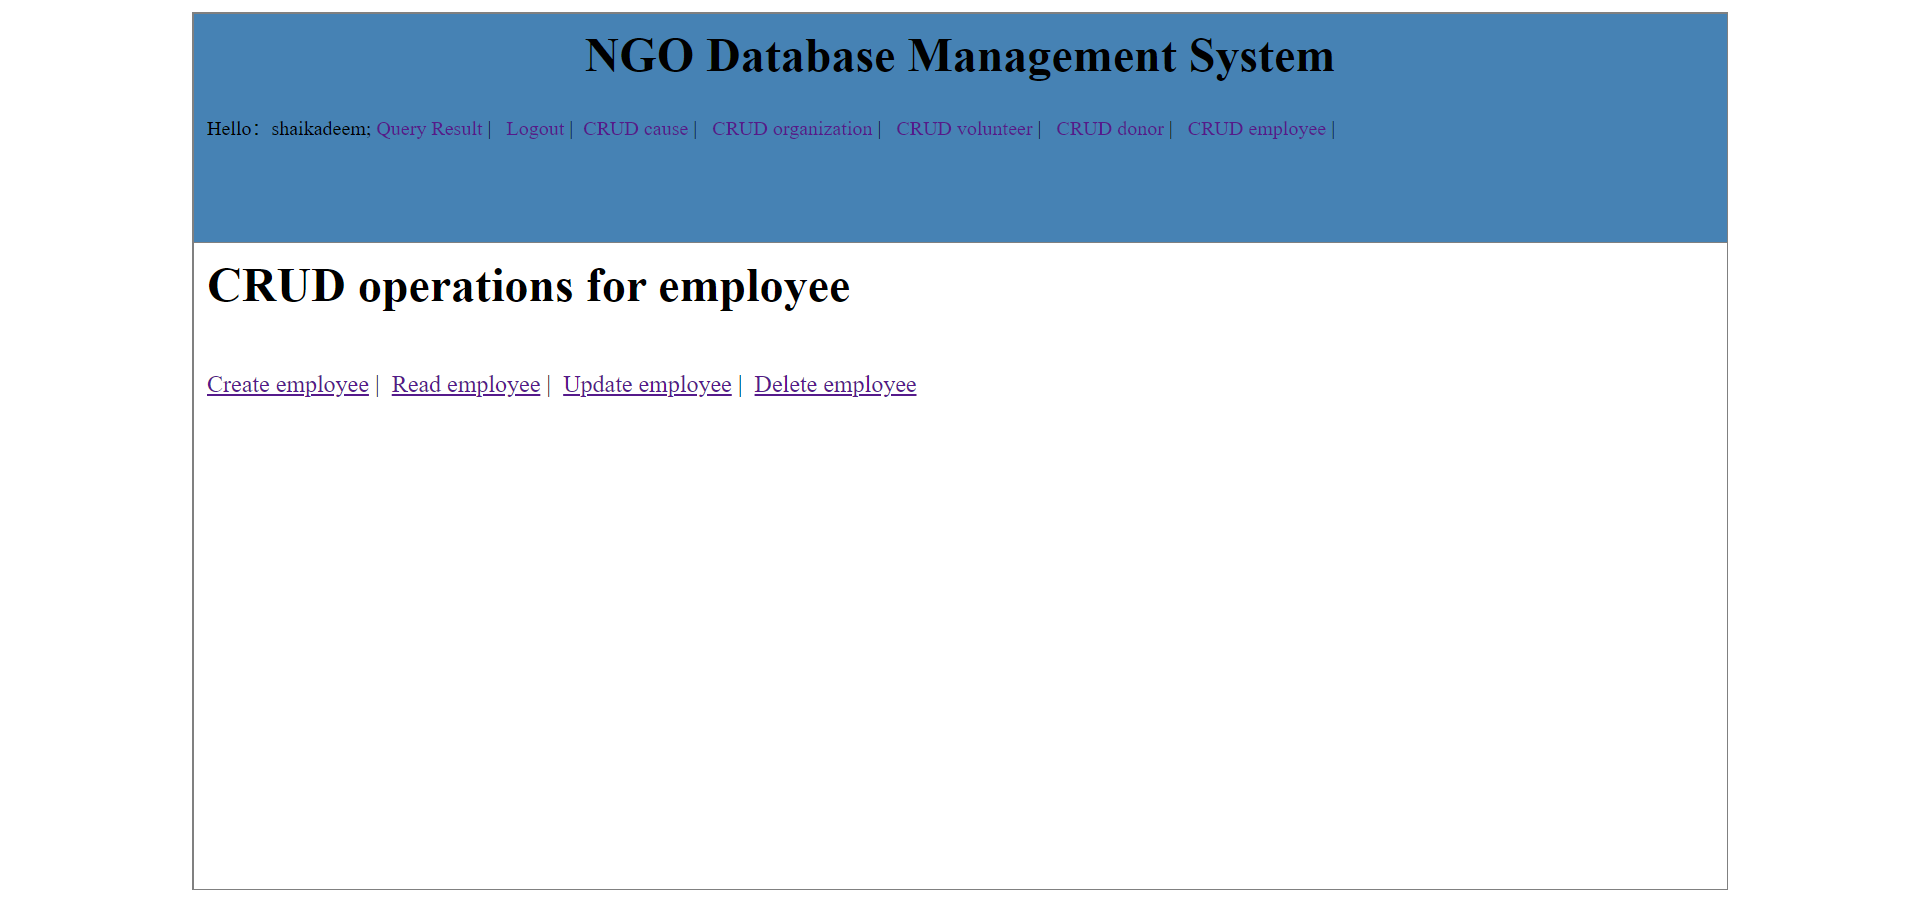 NGO Database Management System
Hello：shaikadeem; Query Result | Logout | CRUD cause | CRUD organization | CRUD volunteer | CRUD donor | CRUD employee |
CRUD operations for employee
Create employee | Read employee | Update employee | Delete employee